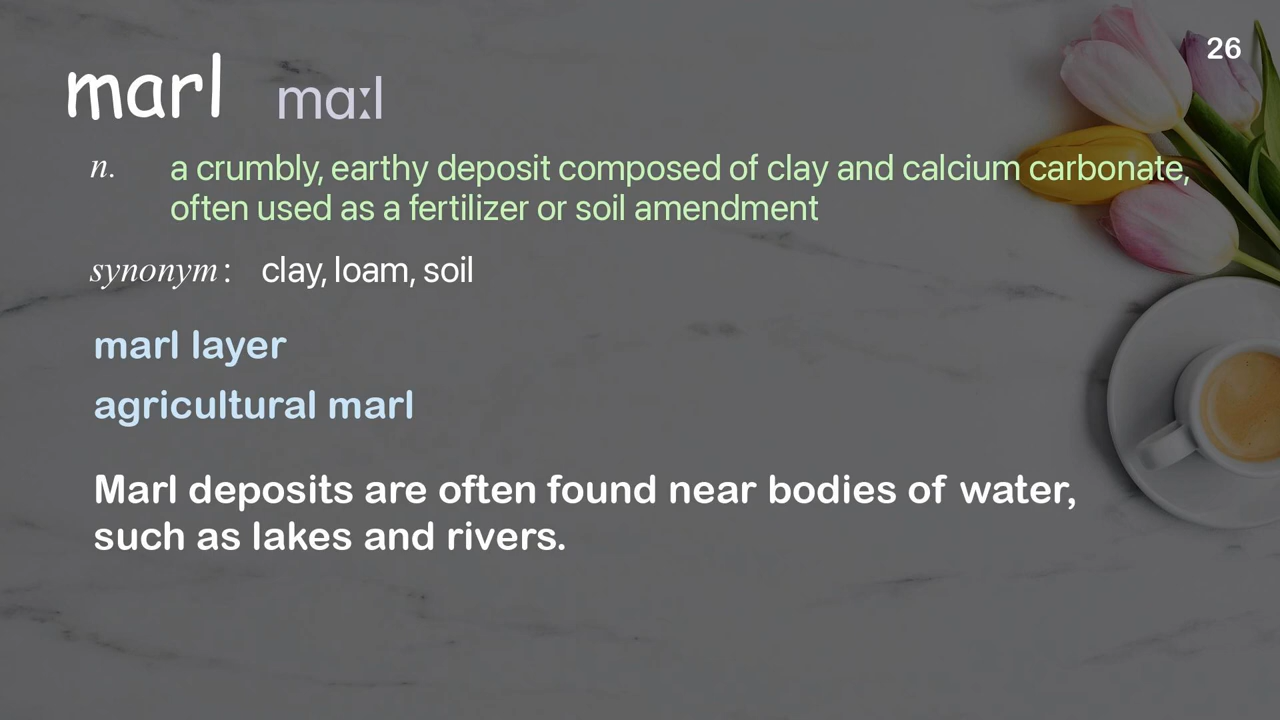 26
marl mɑːl
n. a crumbly, earthy deposit composed of clay and calcium carbonate,
often used as a fertilizer or soil amendment
synonym: clay, loam, soil
marl layer
agricultural marl
Marl deposits are often found near bodies of water,
such as lakes and rivers.